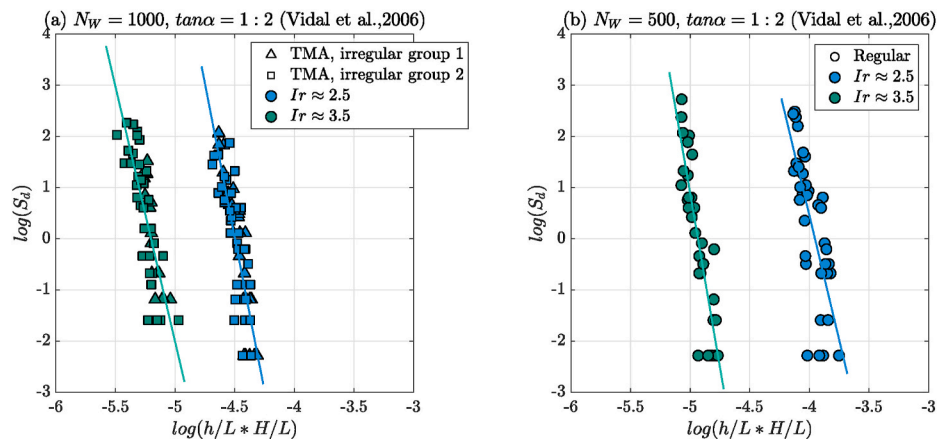 (a) N_W = 1000, tanα = 1 : 2 (Vidal et al.,2006)
4
3
2
1
0
-1
-2
-3
log(S_d)
-6
-5.5
-5
-4.5
-4
-3.5
-3
log(h/L * H/L)
TMA, irregular group 1
TMA, irregular group 2
Ir ≈ 2.5
Ir ≈ 3.5
(b) N_W = 500, tanα = 1 : 2 (Vidal et al.,2006)
4
3
2
1
0
-1
-2
-3
log(S_d)
-6
-5.5
-5
-4.5
-4
-3.5
-3
log(h/L * H/L)
Regular
Ir ≈ 2.5
Ir ≈ 3.5